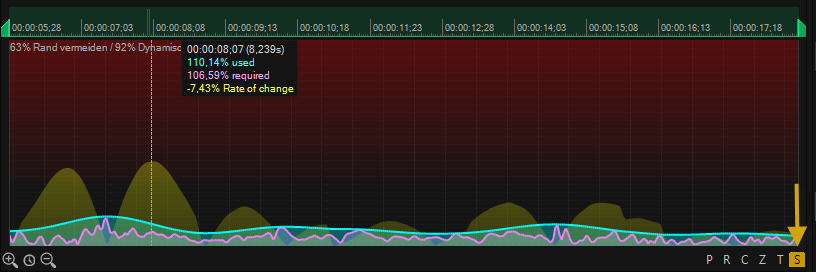 00:00:05;28 00:00:07;03 00:00:08;08 00:00:09;13 00:00:10;18 00:00:11;23 00:00:12;28 00:00:14;03 00:00:15;08 00:00:16;13 00:00:17;18
63% Rand vermeiden / 92% Dynamisc
00:00:08;07 (8,239s)
110,14% used
106,59% required
-7,43% Rate of change
P R C Z T S